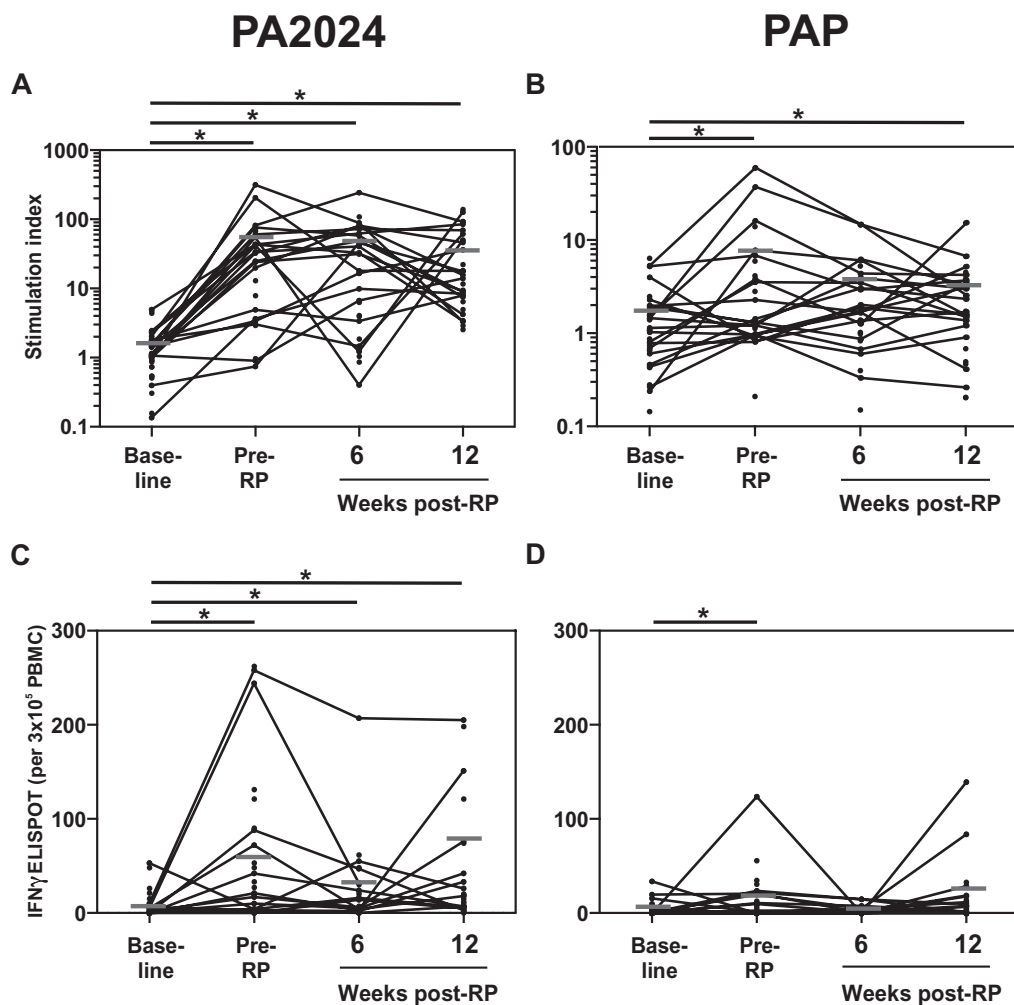 PA2024
PAP
A
*
*
*
Stimulation index
1000
100
10
1
0.1
Base-
line
Pre-
RP
6
12
Weeks post-RP
B
*
*
100
10
1
0.1
Base-
line
Pre-
RP
6
12
Weeks post-RP
C
*
*
*
IFNγ ELISPOT (per 3x10⁵ PBMC)
300
200
100
0
Base-
line
Pre-
RP
6
12
Weeks post-RP
D
*
300
200
100
0
Base-
line
Pre-
RP
6
12
Weeks post-RP